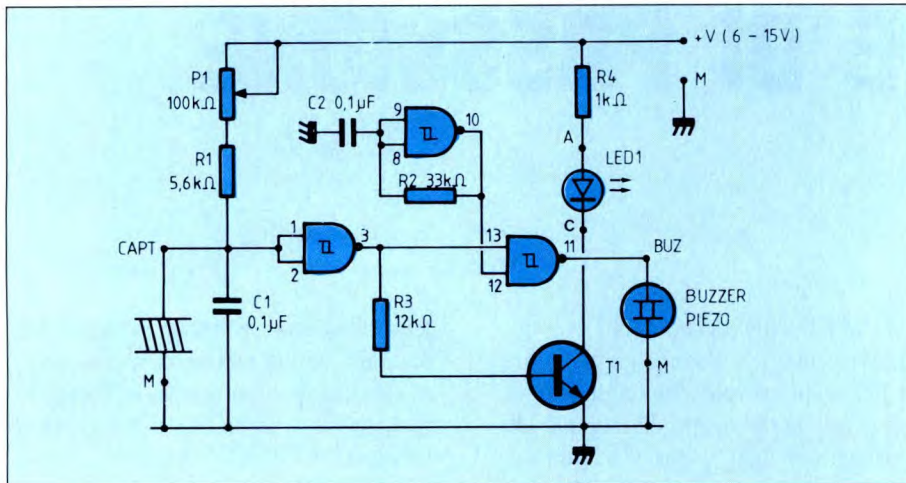 +V ( 6 – 15V )
P1
100kΩ
R1
5,6kΩ
C2 0,1µF
9
8
10
R2 33kΩ
R4
1kΩ
M
A
LED1
C
CAPT
1
2
3
13
12
11
BUZ
R3
12kΩ
C1
0,1µF
BUZZER
PIEZO
M
T1
M